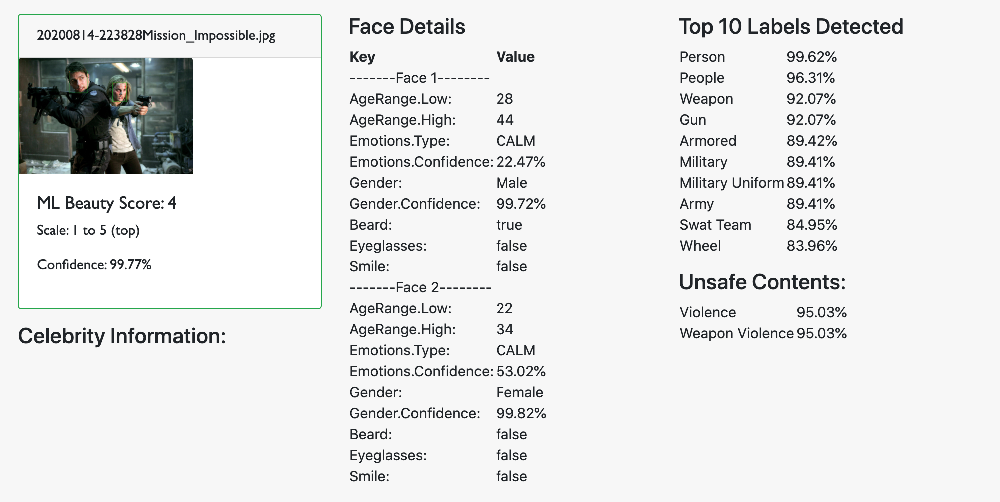 20200814-223828Mission_Impossible.jpg
ML Beauty Score: 4
Scale: 1 to 5 (top)
Confidence: 99.77%
Celebrity Information:
Face Details
Key Value
-------Face 1--------
AgeRange.Low: 28
AgeRange.High: 44
Emotions.Type: CALM
Emotions.Confidence: 22.47%
Gender: Male
Gender.Confidence: 99.72%
Beard: true
Eyeglasses: false
Smile: false
-------Face 2--------
AgeRange.Low: 22
AgeRange.High: 34
Emotions.Type: CALM
Emotions.Confidence: 53.02%
Gender: Female
Gender.Confidence: 99.82%
Beard: false
Eyeglasses: false
Smile: false
Top 10 Labels Detected
Person 99.62%
People 96.31%
Weapon 92.07%
Gun 92.07%
Armored 89.42%
Military 89.41%
Military Uniform 89.41%
Army 89.41%
Swat Team 84.95%
Wheel 83.96%
Unsafe Contents:
Violence 95.03%
Weapon Violence 95.03%